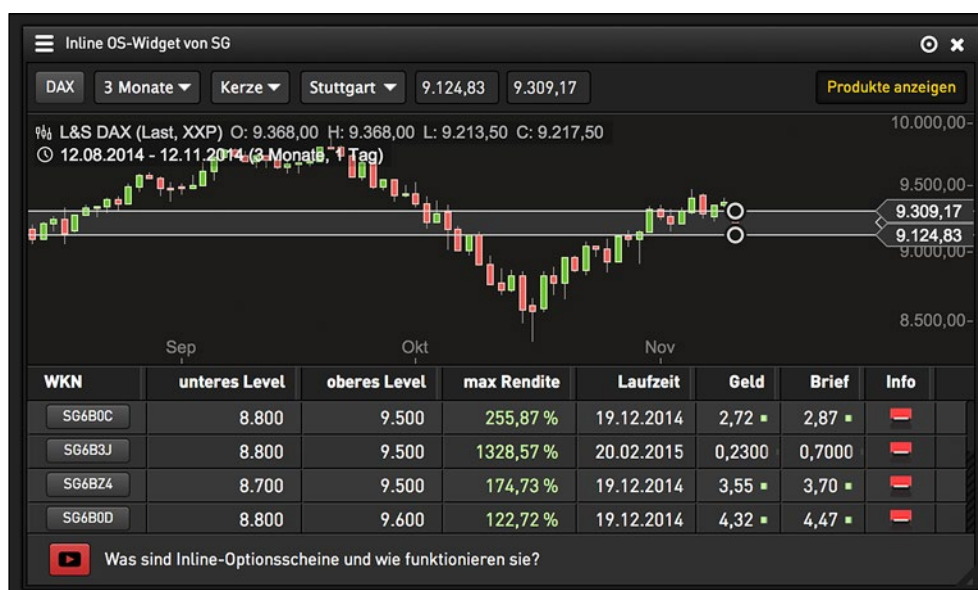 Inline OS-Widget von SG
DAX 3 Monate Kerze Stuttgart 9.124,83 9.309,17 Produkte anzeigen
L&S DAX (Last, XXP) O: 9.368,00 H: 9.368,00 L: 9.213,50 C: 9.217,50
12.08.2014 - 12.11.2014 (3 Monate, 1 Tag)
10.000,00
9.500,00
9.309,17
9.124,83
9.000,00
8.500,00
Sep Okt Nov
WKN unteres Level oberes Level max Rendite Laufzeit Geld Brief Info
SG6B0C 8.800 9.500 255,87 % 19.12.2014 2,72 2,87
SG6B3J 8.800 9.500 1328,57 % 20.02.2015 0,2300 0,7000
SG6BZ4 8.700 9.500 174,73 % 19.12.2014 3,55 3,70
SG6B0D 8.800 9.600 122,72 % 19.12.2014 4,32 4,47
Was sind Inline-Optionsscheine und wie funktionieren sie?